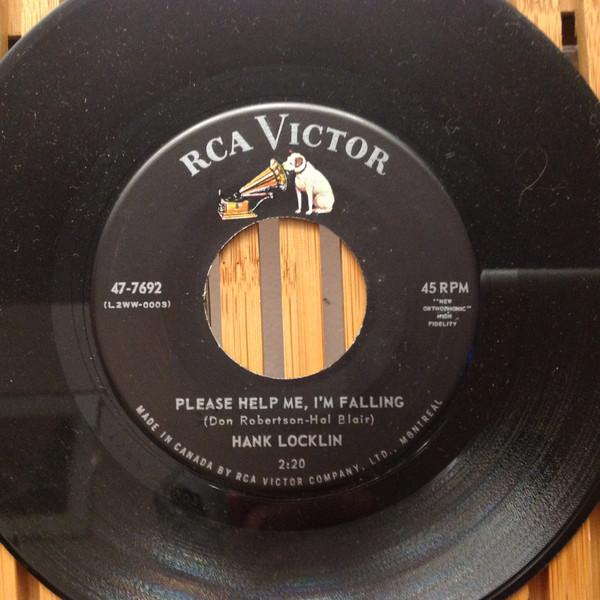 RCA VICTOR
47-7692
(L2WW-0003)
45 RPM
"NEW
ORTHOPHONIC"
HIGH
FIDELITY
PLEASE HELP ME, I'M FALLING
(Don Robertson-Hal Blair)
HANK LOCKLIN
2:20
MADE IN CANADA BY RCA VICTOR COMPANY, LTD., MONTREAL